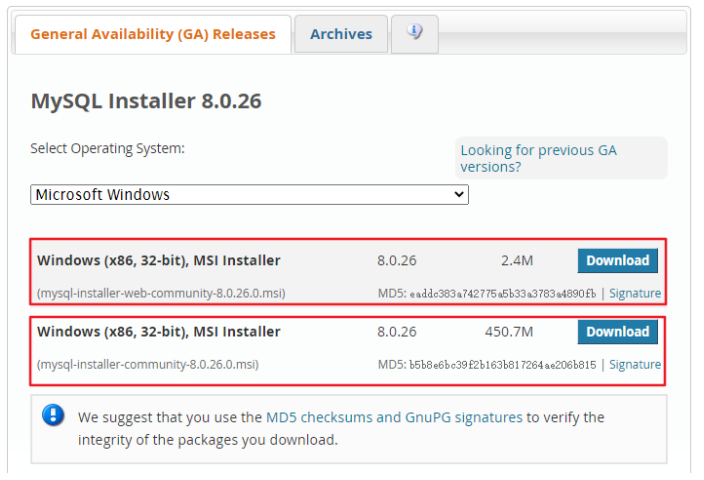 General Availability (GA) Releases Archives
MySQL Installer 8.0.26
Select Operating System:
Looking for previous GA
versions?
Microsoft Windows
Windows (x86, 32-bit), MSI Installer 8.0.26 2.4M Download
(mysql-installer-web-community-8.0.26.0.msi) MD5: eaddc383a742775a5b33a3783a4890fb | Signature
Windows (x86, 32-bit), MSI Installer 8.0.26 450.7M Download
(mysql-installer-community-8.0.26.0.msi) MD5: b5b8e6bc39f2b163b817264ae206b815 | Signature
We suggest that you use the MD5 checksums and GnuPG signatures to verify the
integrity of the packages you download.